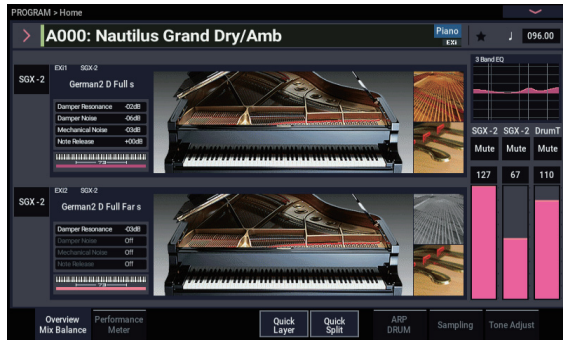 PROGRAM > Home
A000: Nautilus Grand Dry/Amb
Piano
EXi
♩ 096.00
SGX-2
EXI1 SGX-2
German2 D Full s
Damper Resonance -02dB
Damper Noise -06dB
Mechanical Noise -03dB
Note Release +00dB
73
SGX-2
EXI2 SGX-2
German2 D Full Far s
Damper Resonance -03dB
Damper Noise Off
Mechanical Noise Off
Note Release Off
73
3 Band EQ
SGX-2 SGX-2 DrumT
Mute Mute Mute
127 67 110
Overview
Mix Balance
Performance
Meter
Quick
Layer
Quick
Split
ARP
DRUM
Sampling
Tone Adjust